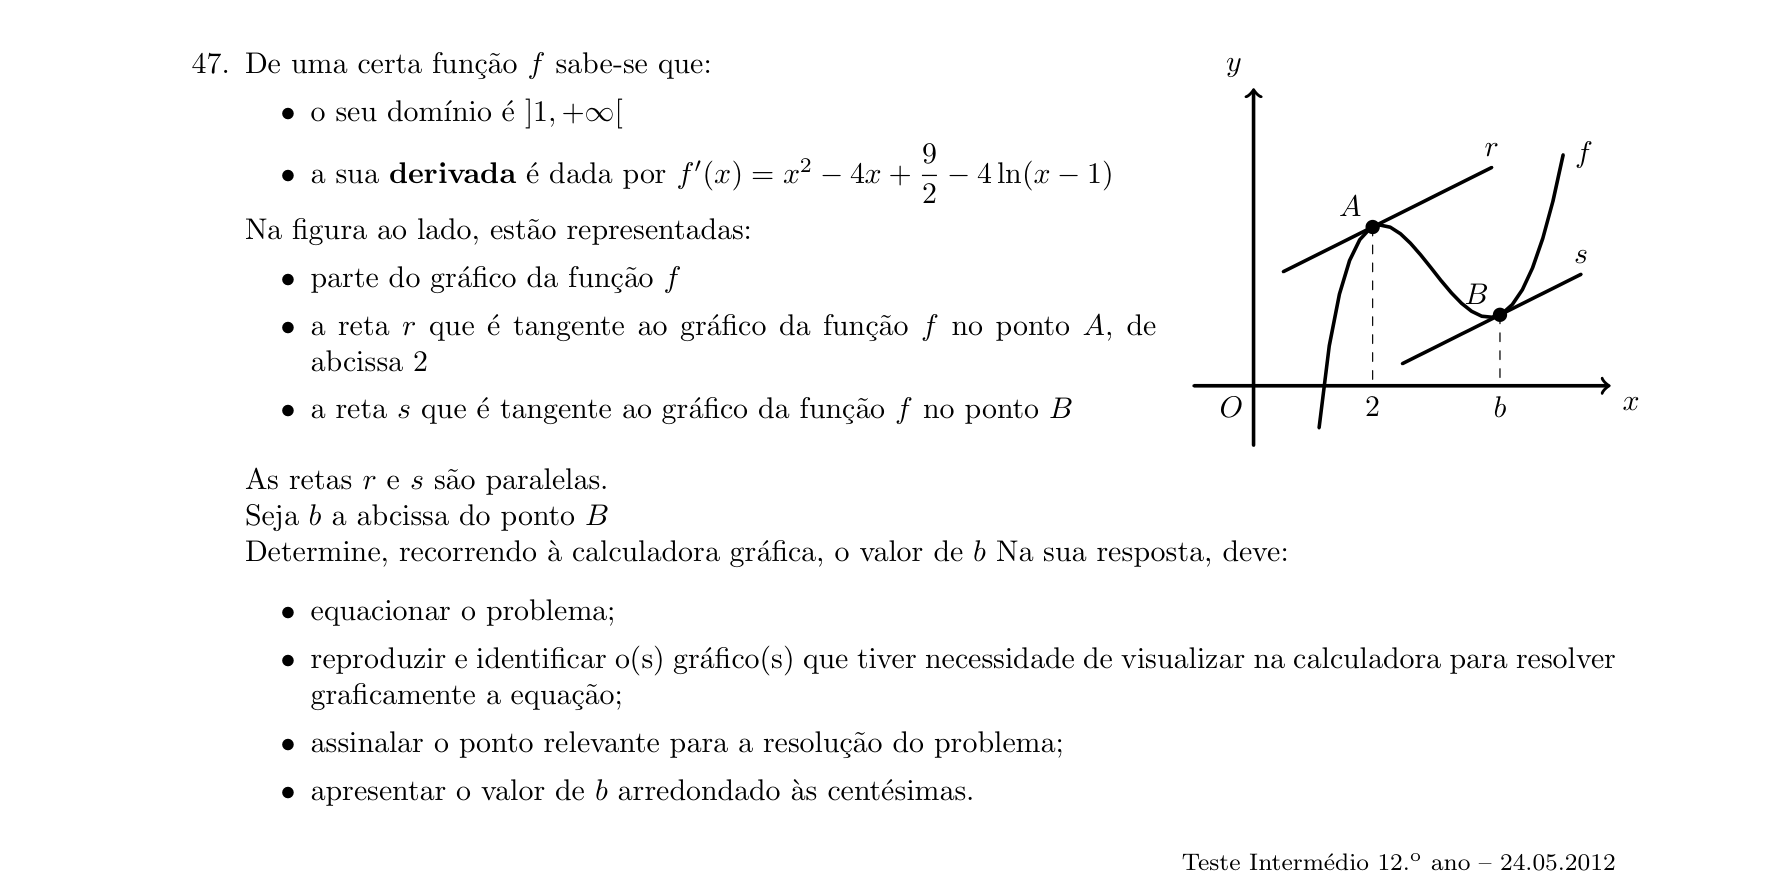 47. De uma certa função f sabe-se que:
• o seu domínio é ]1, +∞[
• a sua derivada é dada por f′(x) = x² − 4x + 9/2 − 4 ln(x − 1)
Na figura ao lado, estão representadas:
• parte do gráfico da função f
• a reta r que é tangente ao gráfico da função f no ponto A, de
abcissa 2
• a reta s que é tangente ao gráfico da função f no ponto B
y
r
f
A
s
B
O
2
b
x
As retas r e s são paralelas.
Seja b a abcissa do ponto B
Determine, recorrendo à calculadora gráfica, o valor de b Na sua resposta, deve:
• equacionar o problema;
• reproduzir e identificar o(s) gráfico(s) que tiver necessidade de visualizar na calculadora para resolver
graficamente a equação;
• assinalar o ponto relevante para a resolução do problema;
• apresentar o valor de b arredondado às centésimas.
Teste Intermédio 12.º ano – 24.05.2012